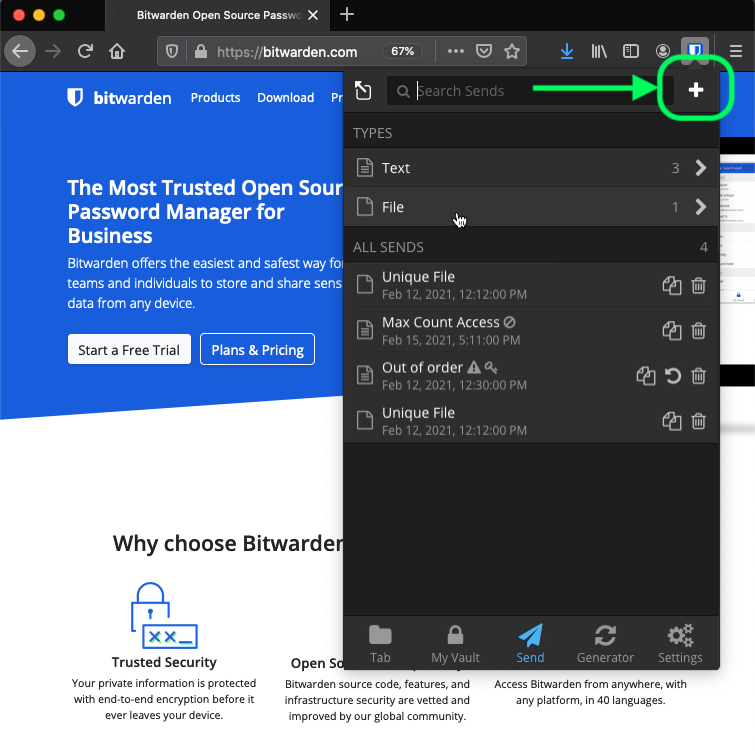 Bitwarden Open Source Passwo
https://bitwarden.com
67%
bitwarden
Products
Download
Pr
Search Sends
TYPES
Text
3
File
1
ALL SENDS
4
Unique File
Feb 12, 2021, 12:12:00 PM
Max Count Access
Feb 15, 2021, 5:11:00 PM
Out of order
Feb 12, 2021, 12:30:00 PM
Unique File
Feb 12, 2021, 12:12:00 PM
Tab
My Vault
Send
Generator
Settings
The Most Trusted Open Sour
Password Manager for
Business
Bitwarden offers the easiest and safest way for
teams and individuals to store and share sens
data from any device.
Start a Free Trial
Plans & Pricing
Why choose Bitwarden
Trusted Security
Your private information is protected
with end-to-end encryption before it
ever leaves your device.
Open So
Bitwarden source code, features, and
infrastructure security are vetted and
improved by our global community.
Access Bitwarden from anywhere, with
any platform, in 40 languages.